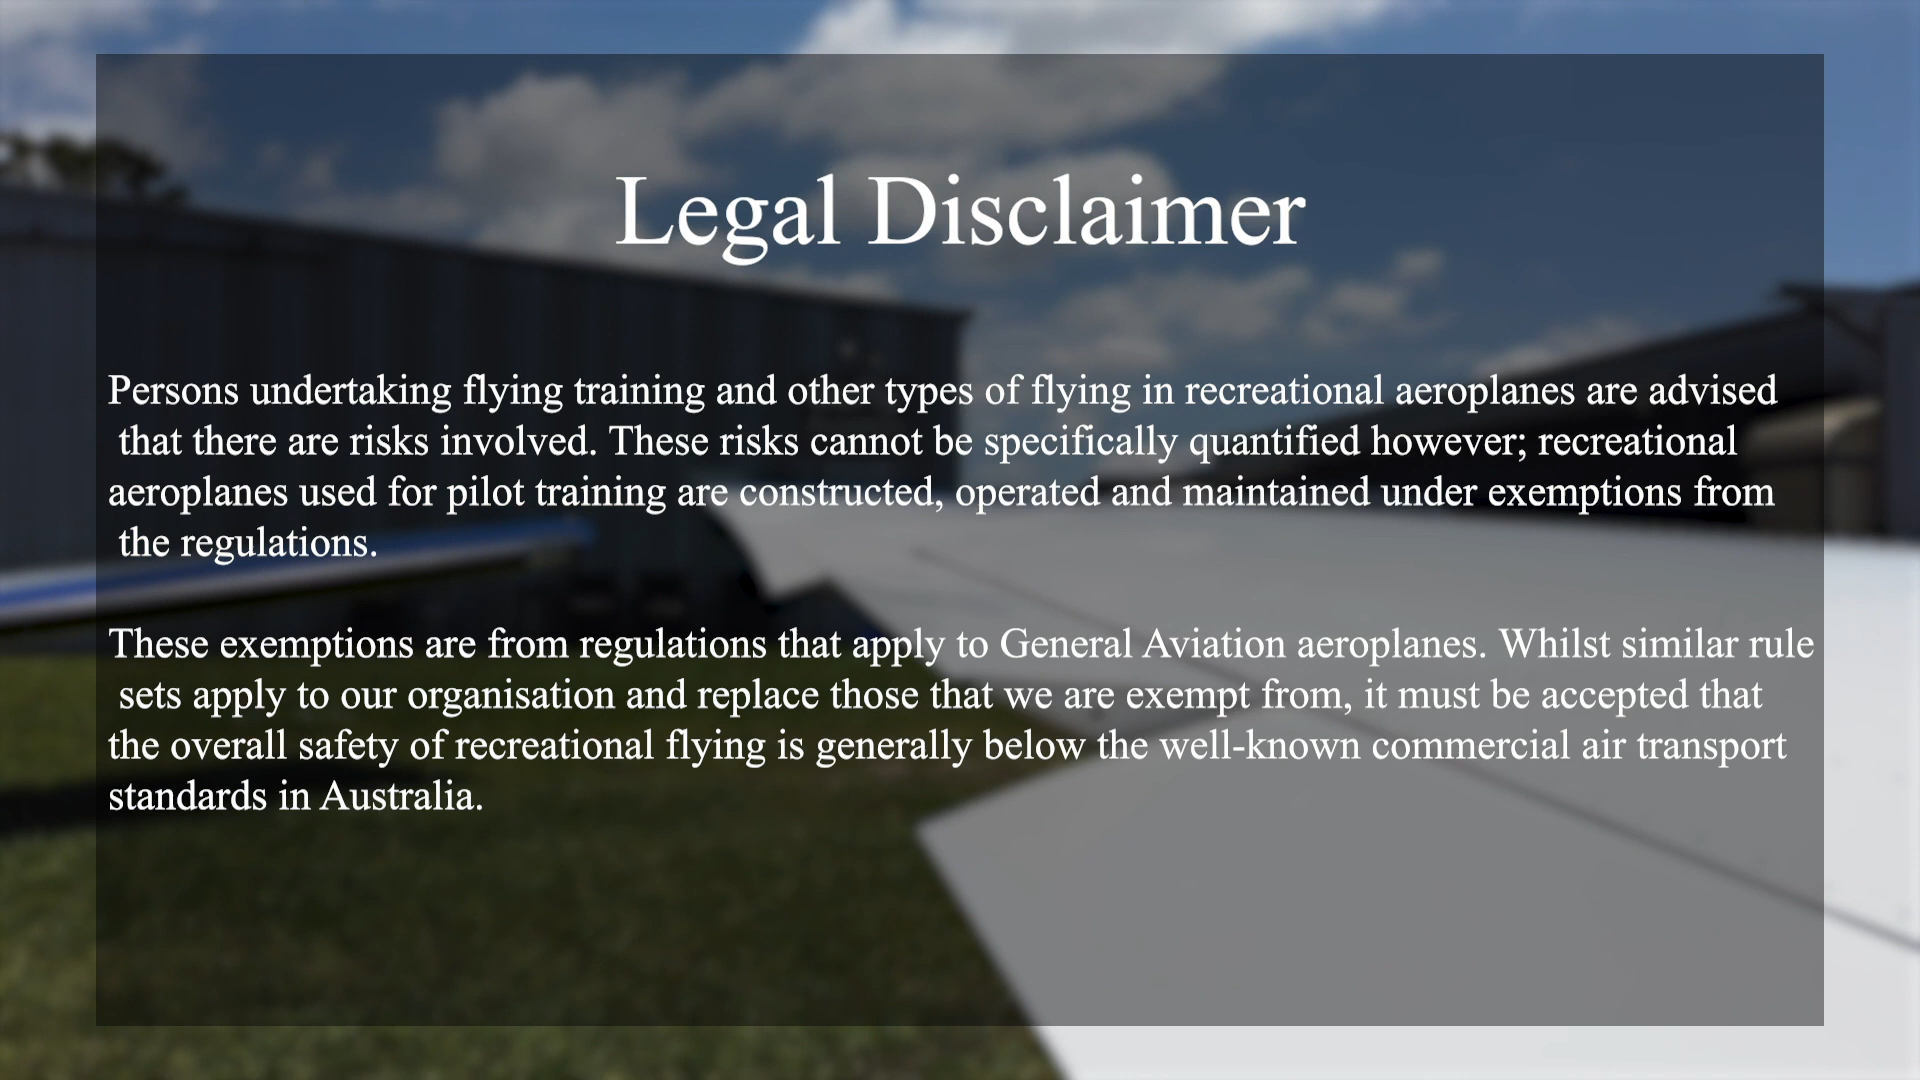 Legal Disclaimer
Persons undertaking flying training and other types of flying in recreational aeroplanes are advised
that there are risks involved. These risks cannot be specifically quantified however; recreational
aeroplanes used for pilot training are constructed, operated and maintained under exemptions from
the regulations.
These exemptions are from regulations that apply to General Aviation aeroplanes. Whilst similar rule
sets apply to our organisation and replace those that we are exempt from, it must be accepted that
the overall safety of recreational flying is generally below the well-known commercial air transport
standards in Australia.